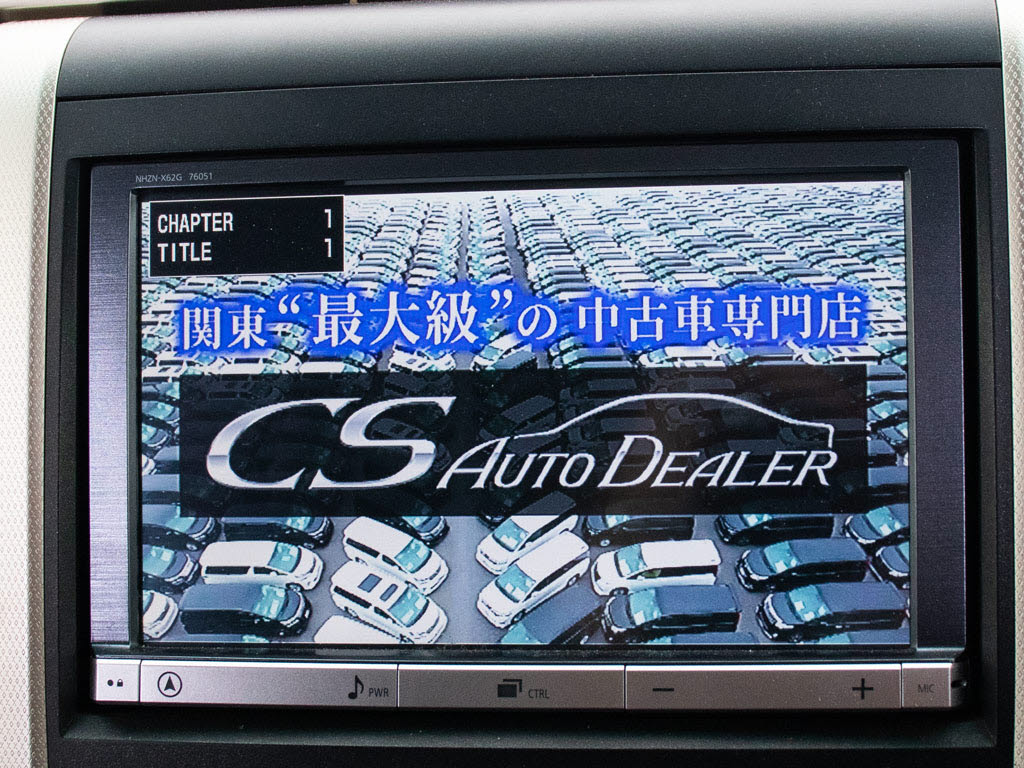 NHZN-X62G 76051
CHAPTER 1
TITLE 1
関東“最大級”の中古車専門店
CS AUTO DEALER
PWR CTRL − + MIC